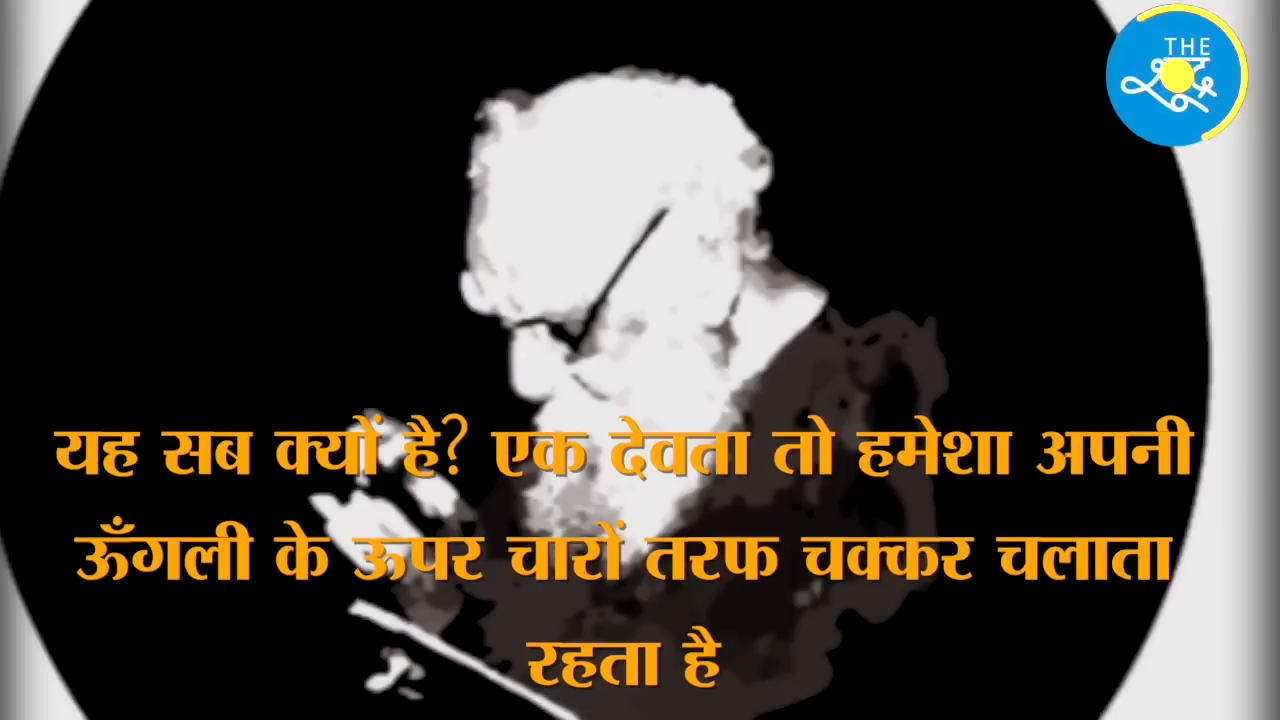 THE
यह सब क्यों है? एक देवता तो हमेशा अपनी
ऊँगली के ऊपर चारों तरफ चक्कर चलाता
रहता है